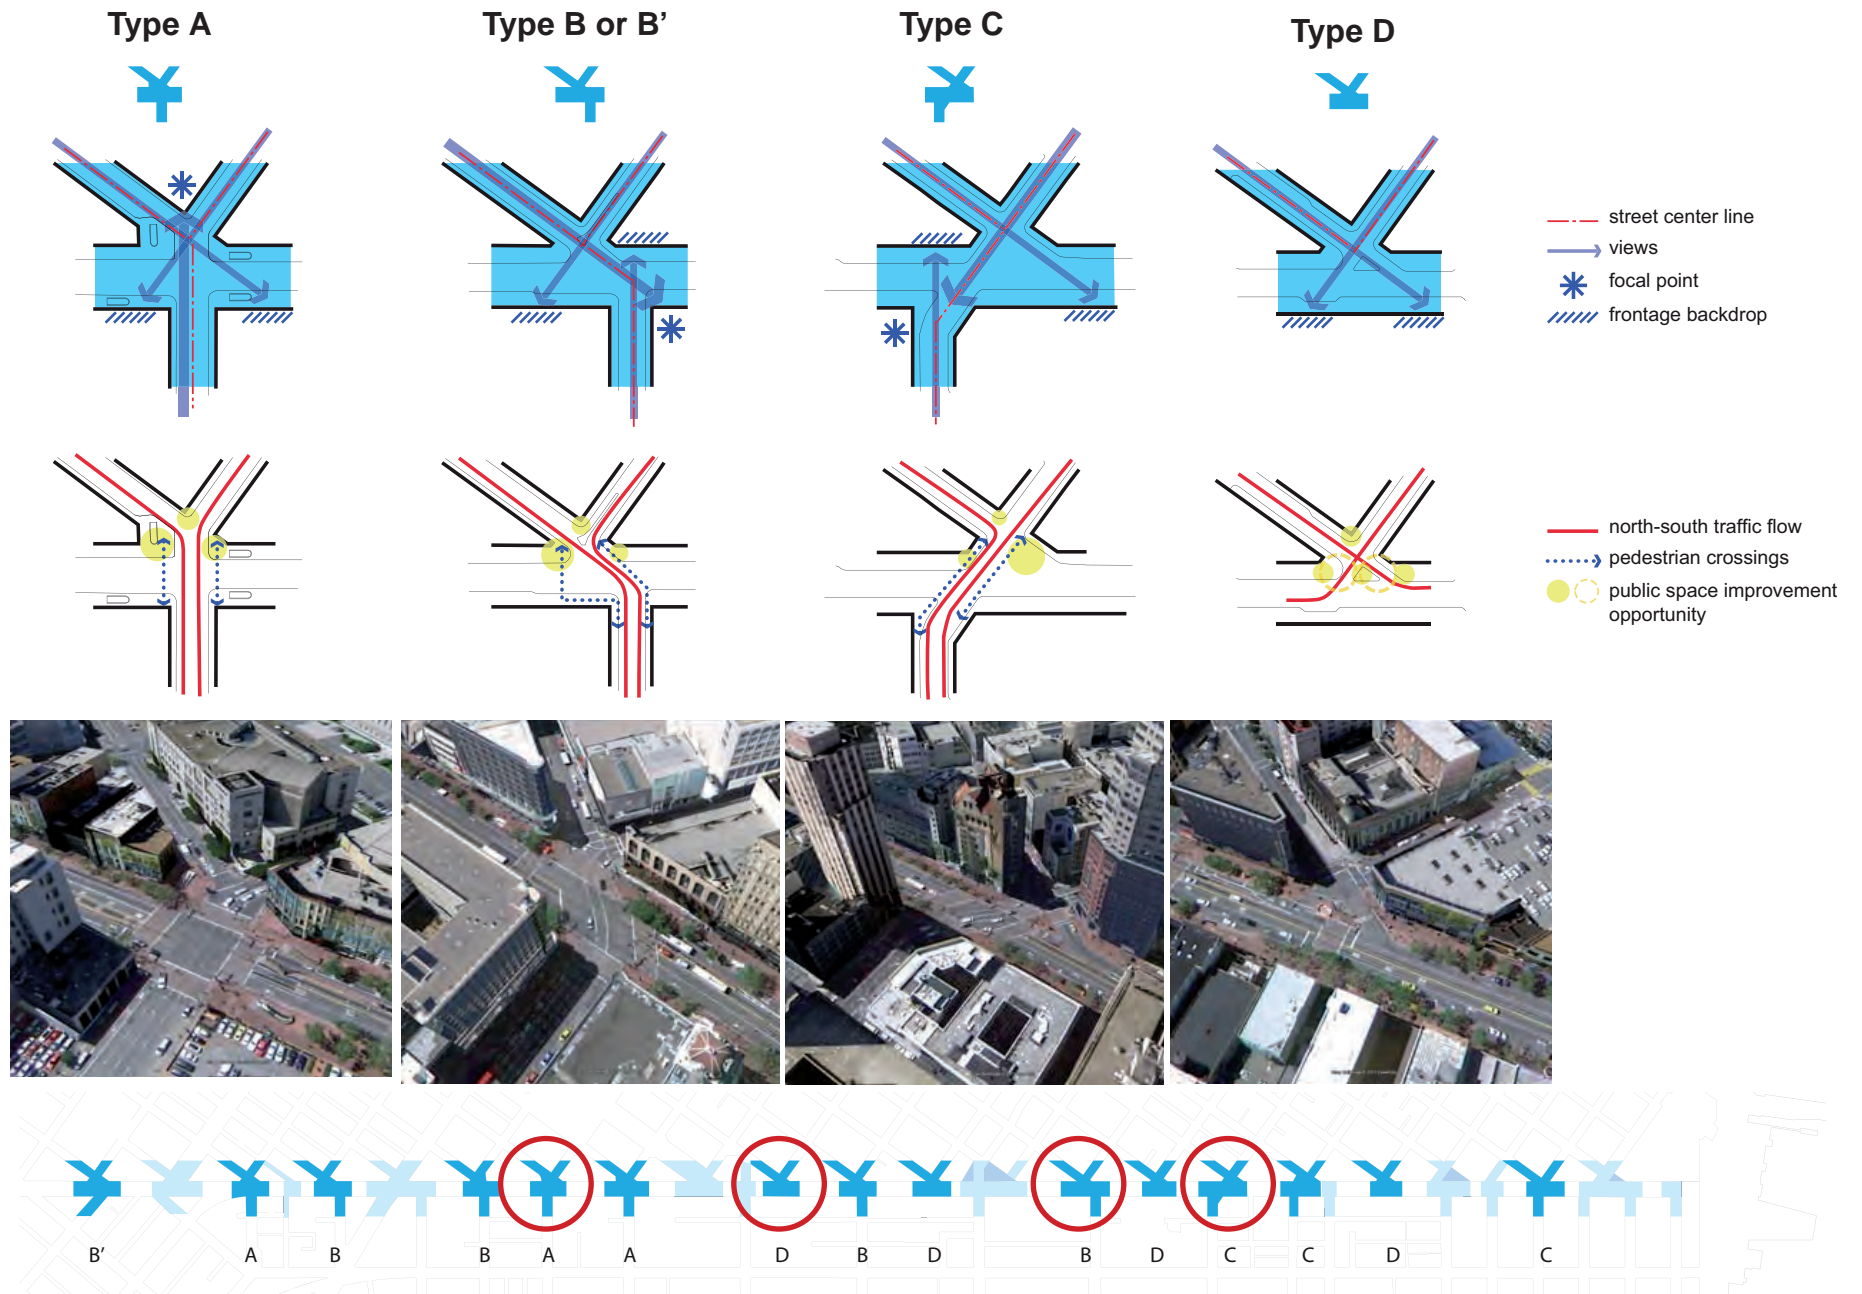 Type A
Type B or B’
Type C
Type D
street center line
views
focal point
frontage backdrop
north-south traffic flow
pedestrian crossings
public space improvement
opportunity
B’ A B B A A D B D B D C C D C